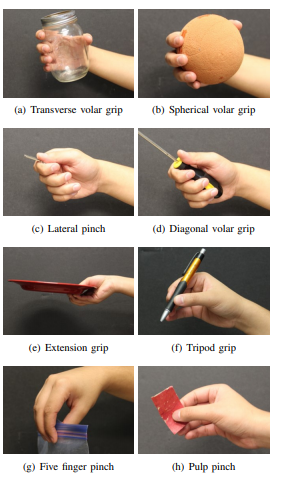 (a) Transverse volar grip
(b) Spherical volar grip
(c) Lateral pinch
(d) Diagonal volar grip
(e) Extension grip
(f) Tripod grip
(g) Five finger pinch
(h) Pulp pinch